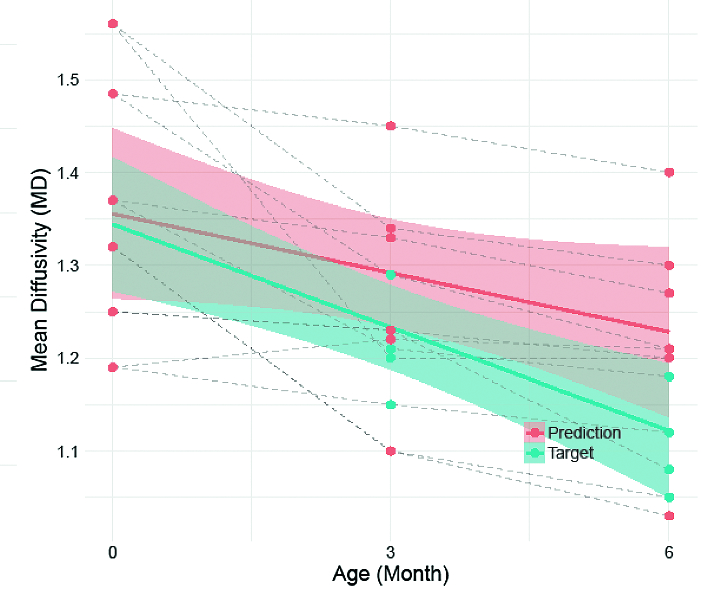 Mean Diffusivity (MD)
1.5
1.4
1.3
1.2
1.1
Prediction
Target
0
3
6
Age (Month)